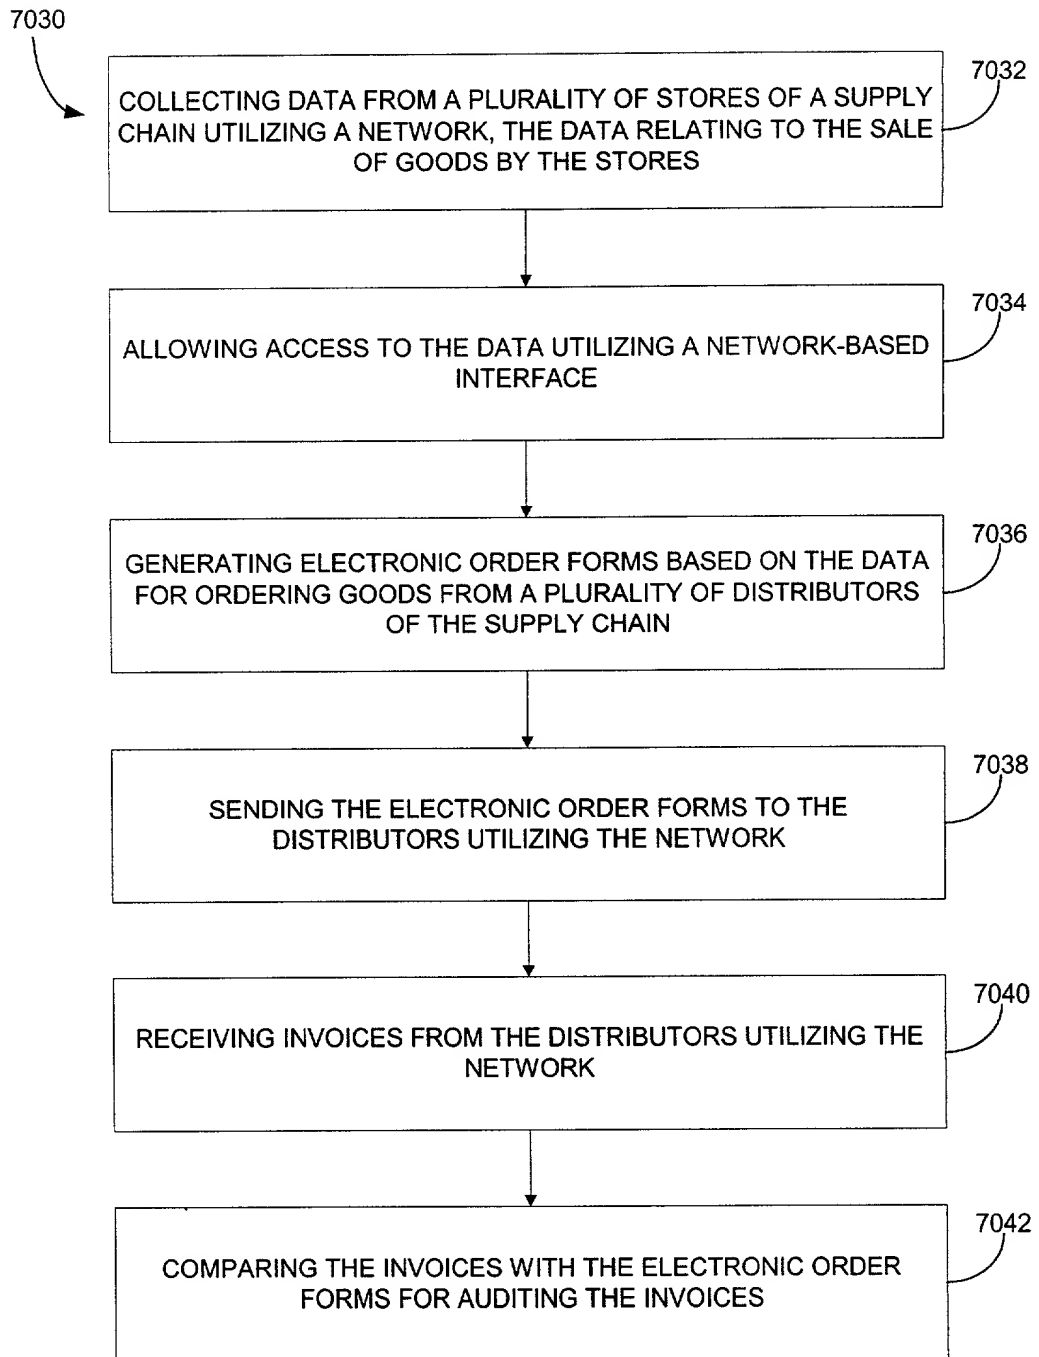 7030
7032
COLLECTING DATA FROM A PLURALITY OF STORES OF A SUPPLY
CHAIN UTILIZING A NETWORK, THE DATA RELATING TO THE SALE
OF GOODS BY THE STORES
7034
ALLOWING ACCESS TO THE DATA UTILIZING A NETWORK-BASED
INTERFACE
7036
GENERATING ELECTRONIC ORDER FORMS BASED ON THE DATA
FOR ORDERING GOODS FROM A PLURALITY OF DISTRIBUTORS
OF THE SUPPLY CHAIN
7038
SENDING THE ELECTRONIC ORDER FORMS TO THE
DISTRIBUTORS UTILIZING THE NETWORK
7040
RECEIVING INVOICES FROM THE DISTRIBUTORS UTILIZING THE
NETWORK
7042
COMPARING THE INVOICES WITH THE ELECTRONIC ORDER
FORMS FOR AUDITING THE INVOICES